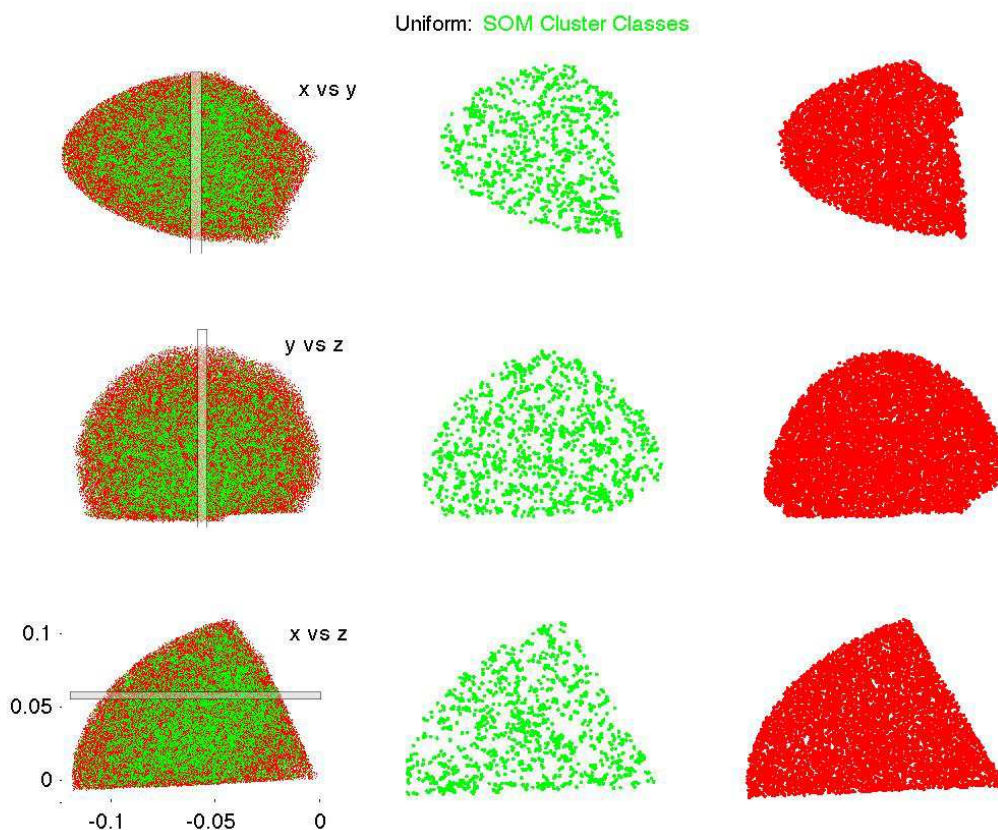 Uniform: SOM Cluster Classes
x vs y
y vs z
x vs z
0.1
0.05
0
-0.1 -0.05 0